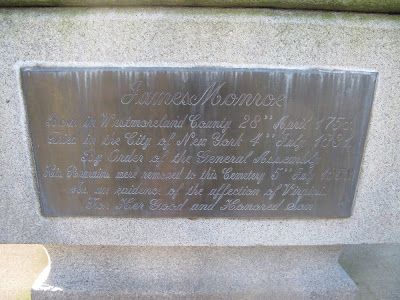 James Monroe
Born in Westmoreland County 28th April 1758
Died in the City of New York 4th July 1831
By Order of the General Assembly
His Remains were removed to this Cemetery 5th July 1858
As an evidence of the affection of Virginia
For Her Good and Honored Son